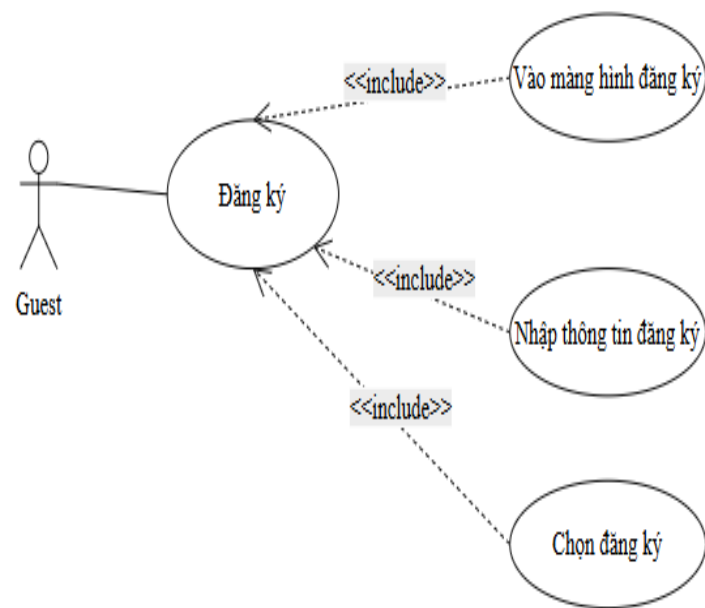 <<include>>
Vào màng hình đăng ký
Đăng ký
<<include>>
Guest
Nhập thông tin đăng ký
<<include>>
Chọn đăng ký